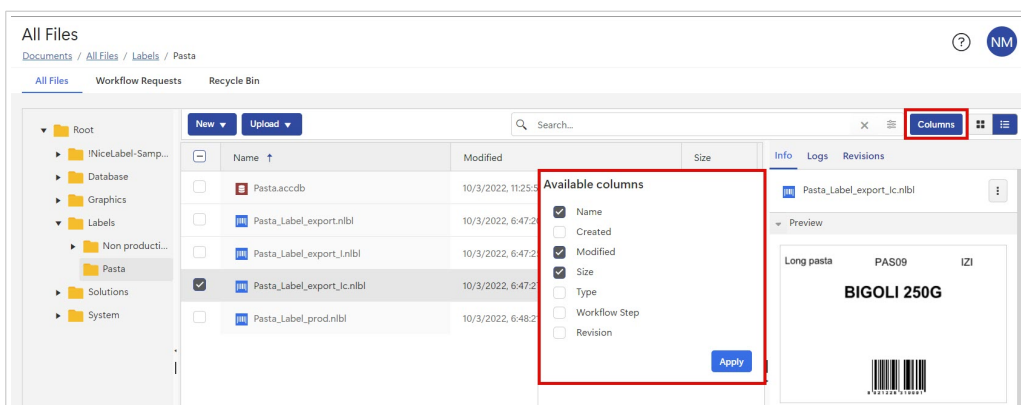 All Files
NM
Documents / All Files / Labels / Pasta
All Files Workflow Requests Recycle Bin
Root
!NiceLabel-Samp...
Database
Graphics
Labels
Non producti...
Pasta
Solutions
System
New Upload Search... Columns
Name Modified Size
Pasta.accdb 10/3/2022, 11:25:5
Pasta_Label_export.nlbl 10/3/2022, 6:47:20
Pasta_Label_export_l.nlbl 10/3/2022, 6:47:2
Pasta_Label_export_lc.nlbl 10/3/2022, 6:47:2
Pasta_Label_prod.nlbl 10/3/2022, 6:48:2
Available columns
Name
Created
Modified
Size
Type
Workflow Step
Revision
Apply
Info Logs Revisions
Pasta_Label_export_lc.nlbl
Preview
Long pasta PAS09 IZI
BIGOLI 250G